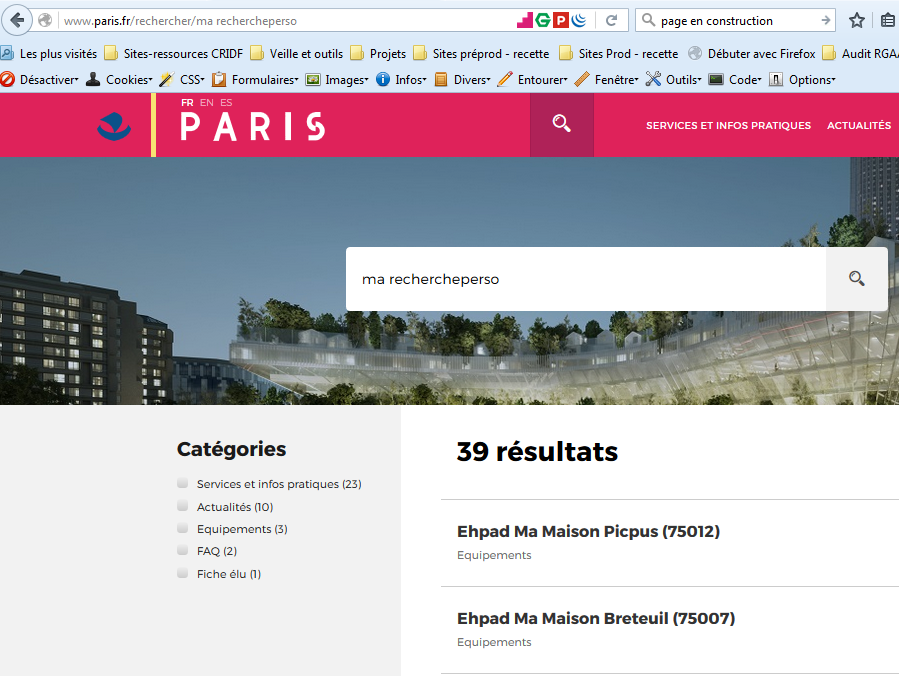 www.paris.fr/rechercher/ma rechercheperso
page en construction
Les plus visités Sites-ressources CRIDF Veille et outils Projets Sites préprod - recette Sites Prod - recette Débuter avec Firefox Audit RGAA
Désactiver Cookies CSS Formulaires Images Infos Divers Entourer Fenêtre Outils Code Options
FR EN ES
PARIS
SERVICES ET INFOS PRATIQUES ACTUALITÉS
ma rechercheperso
Catégories
Services et infos pratiques (23)
Actualités (10)
Equipements (3)
FAQ (2)
Fiche élu (1)
39 résultats
Ehpad Ma Maison Picpus (75012)
Equipements
Ehpad Ma Maison Breteuil (75007)
Equipements